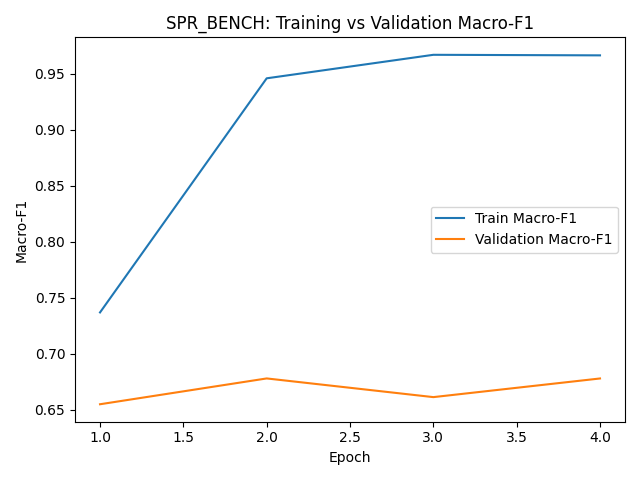 SPR_BENCH: Training vs Validation Macro-F1
Macro-F1
0.95
0.90
0.85
0.80
0.75
0.70
0.65
Train Macro-F1
Validation Macro-F1
1.0 1.5 2.0 2.5 3.0 3.5 4.0
Epoch